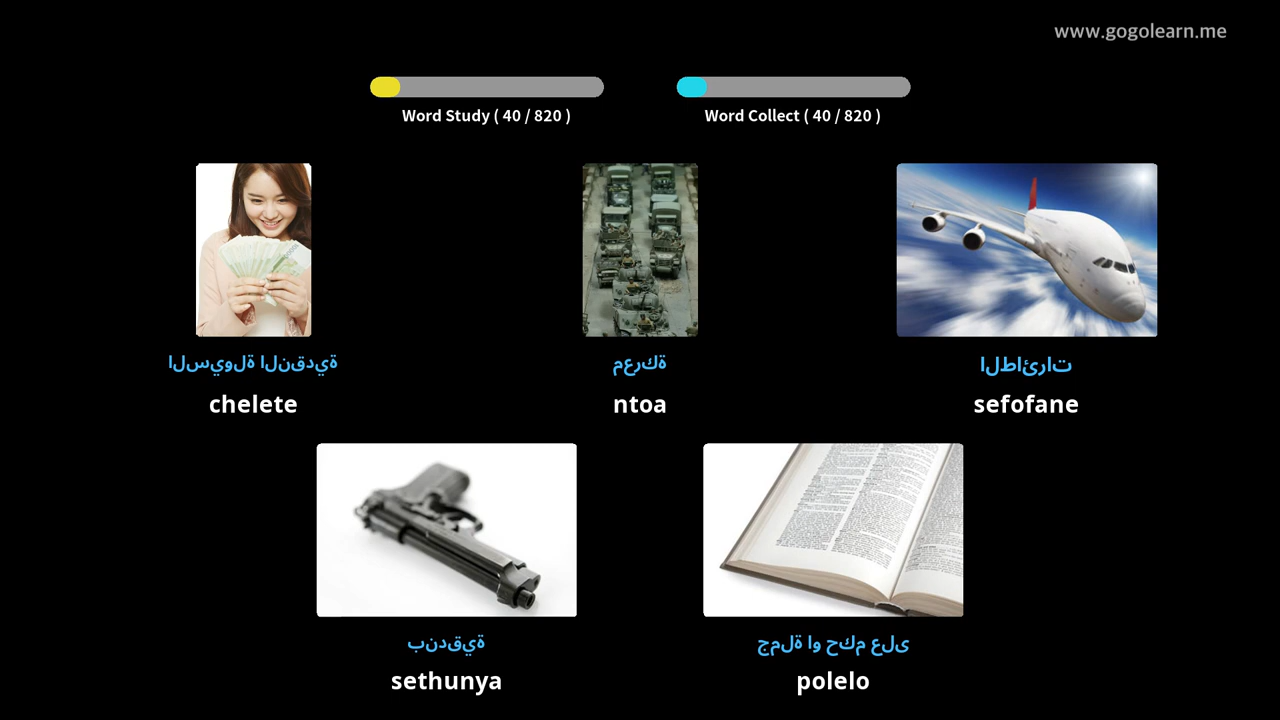 www.gogolearn.me
Word Study ( 40 / 820 )
Word Collect ( 40 / 820 )
السيولة النقدية
معركة
الطائرات
chelete
ntoa
sefofane
بندقية
جملة او حكم على
sethunya
polelo